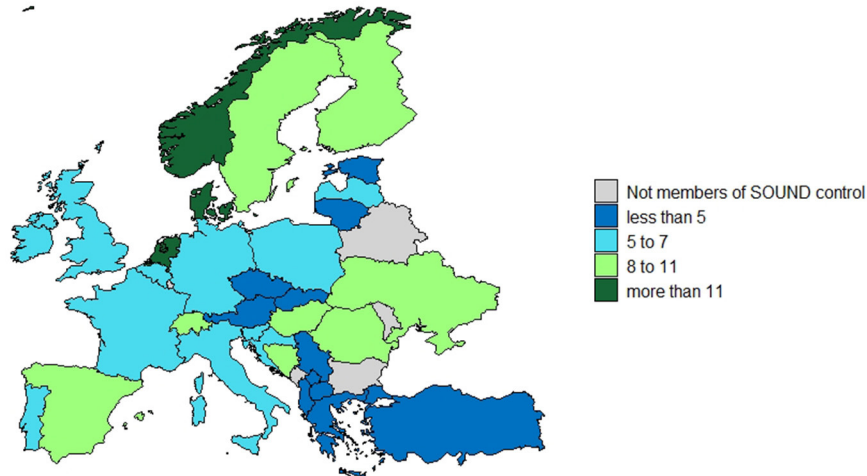 Not members of SOUND control
less than 5
5 to 7
8 to 11
more than 11